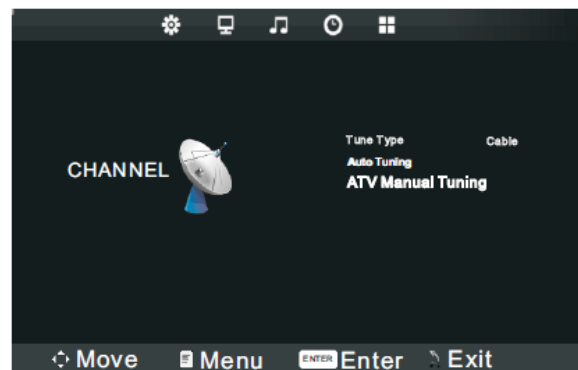 Tune Type Cable
Auto Tuning
CHANNEL
ATV Manual Tuning
Move Menu ENTER Enter Exit